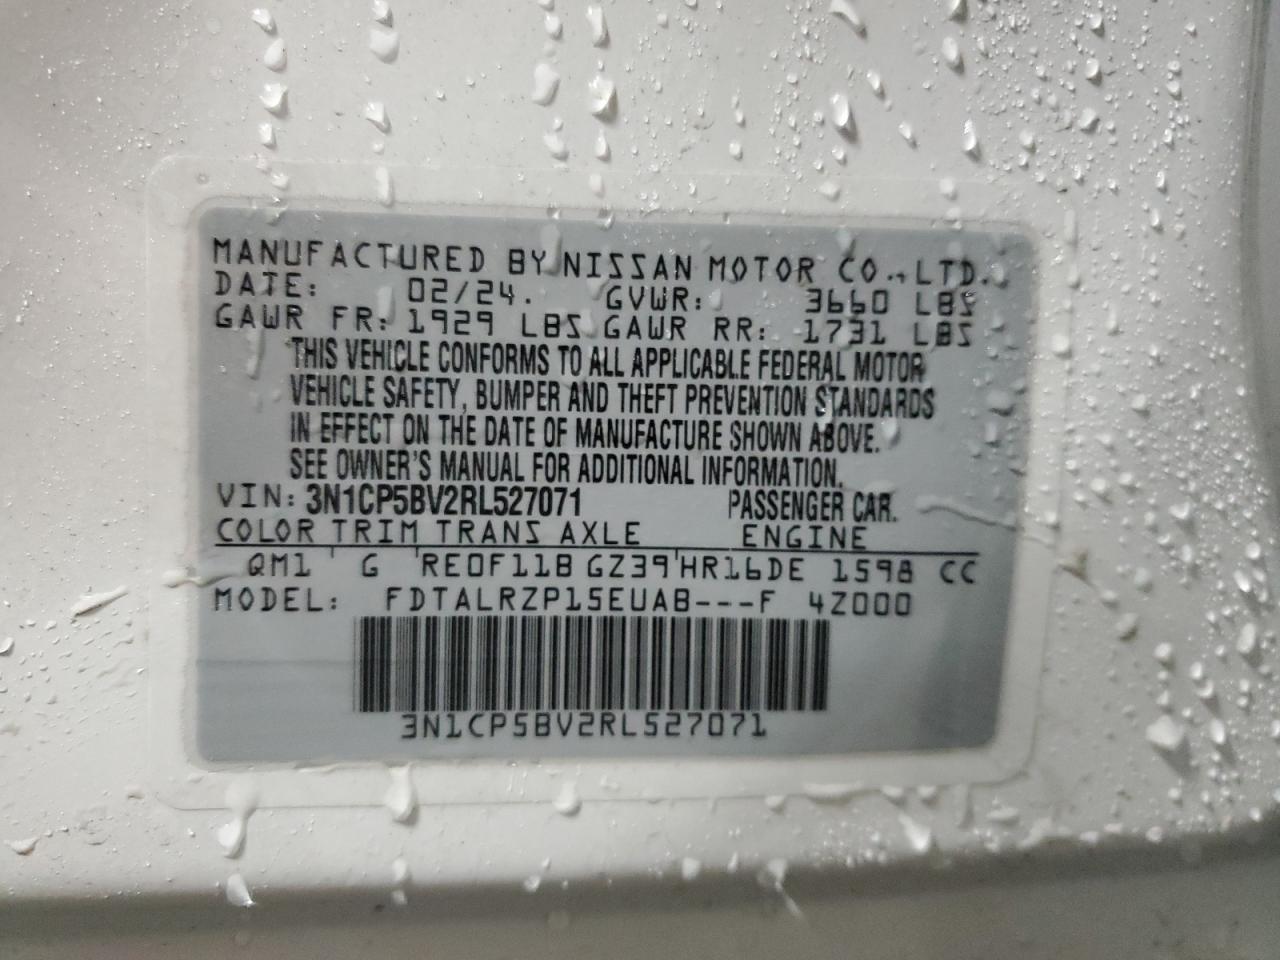 MANUFACTURED BY NISSAN MOTOR CO., LTD.
DATE: 02/24. GVWR: 3660 LBS
GAWR FR: 1929 LBS GAWR RR: 1731 LBS
THIS VEHICLE CONFORMS TO ALL APPLICABLE FEDERAL MOTOR
VEHICLE SAFETY, BUMPER AND THEFT PREVENTION STANDARDS
IN EFFECT ON THE DATE OF MANUFACTURE SHOWN ABOVE.
SEE OWNER'S MANUAL FOR ADDITIONAL INFORMATION.
VIN: 3N1CP5BV2RL527071 PASSENGER CAR.
COLOR TRIM TRANS AXLE ENGINE
QM1 G RE0F11B GZ39 HR16DE 1598 CC
MODEL: FDTALRZP15EUAB---F 4Z000
3N1CP5BV2RL527071